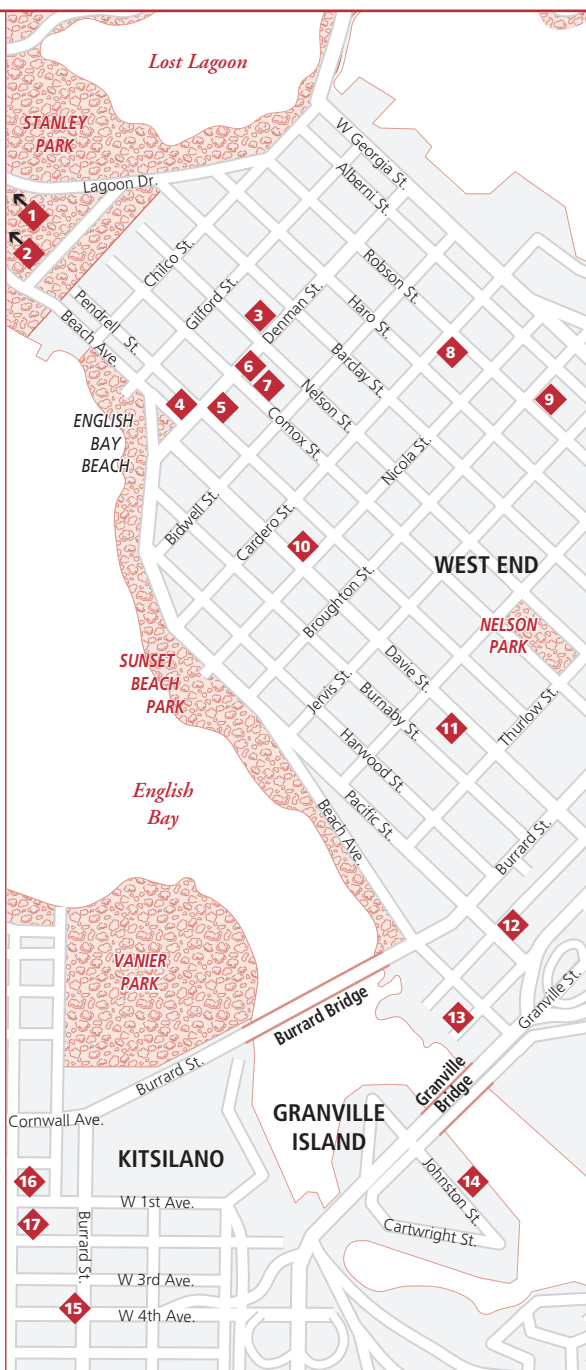 Lost Lagoon
STANLEY
PARK
W Georgia St.
Alberni St.
Lagoon Dr.
1
2
Chilco St.
Robson St.
Gilford St.
Denman St.
Haro St.
Pendrell St.
Beach Ave.
3
8
Barclay St.
6
7
9
Nelson St.
4
5
ENGLISH
BAY
BEACH
Comox St.
Nicola St.
Bidwell St.
Cardero St.
10
WEST END
Broughton St.
NELSON
PARK
SUNSET
BEACH
PARK
Davie St.
Jervis St.
Burnaby St.
Thurlow St.
11
Harwood St.
English
Bay
Pacific St.
Beach Ave.
Burrard St.
12
VANIER
PARK
Granville St.
Burrard Bridge
13
Granville
Bridge
Burrard St.
GRANVILLE
ISLAND
Cornwall Ave.
KITSILANO
Johnston St.
14
16
W 1st Ave.
17
Cartwright St.
Burrard St.
W 3rd Ave.
15
W 4th Ave.